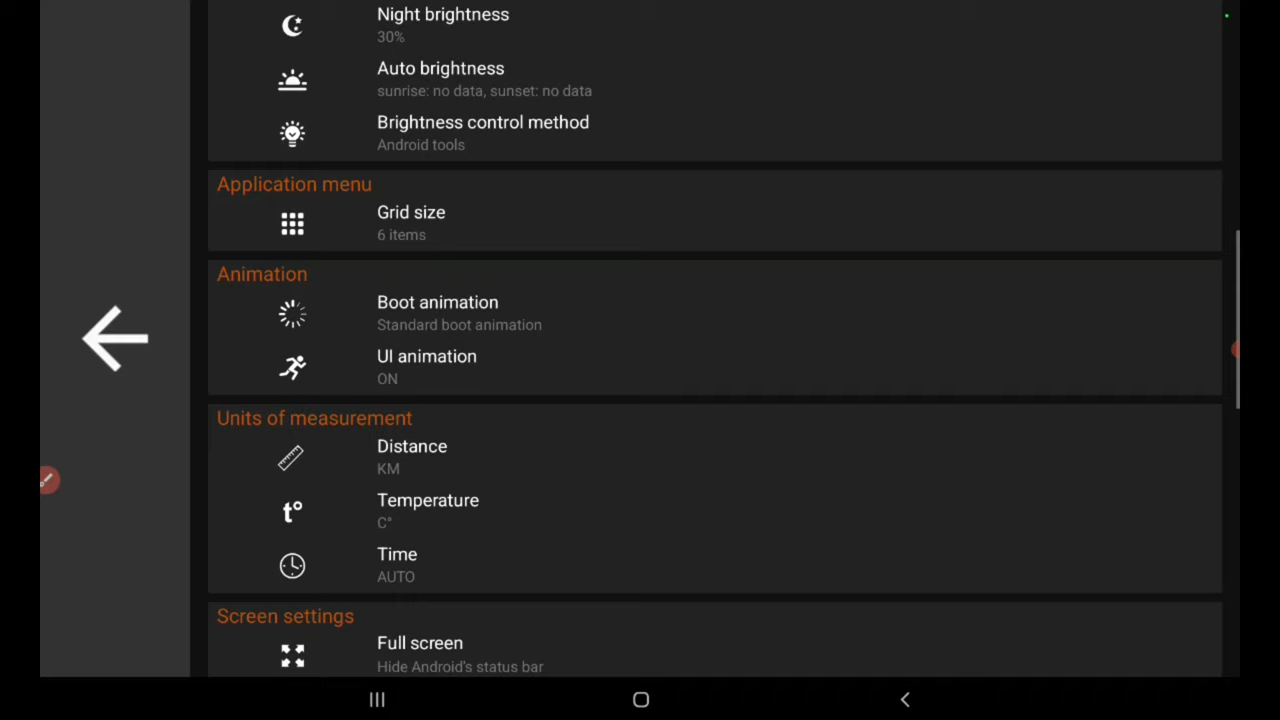 Night brightness
30%
Auto brightness
sunrise: no data, sunset: no data
Brightness control method
Android tools
Application menu
Grid size
6 items
Animation
Boot animation
Standard boot animation
UI animation
ON
Units of measurement
Distance
KM
t° Temperature
C°
Time
AUTO
Screen settings
Full screen
Hide Android's status bar